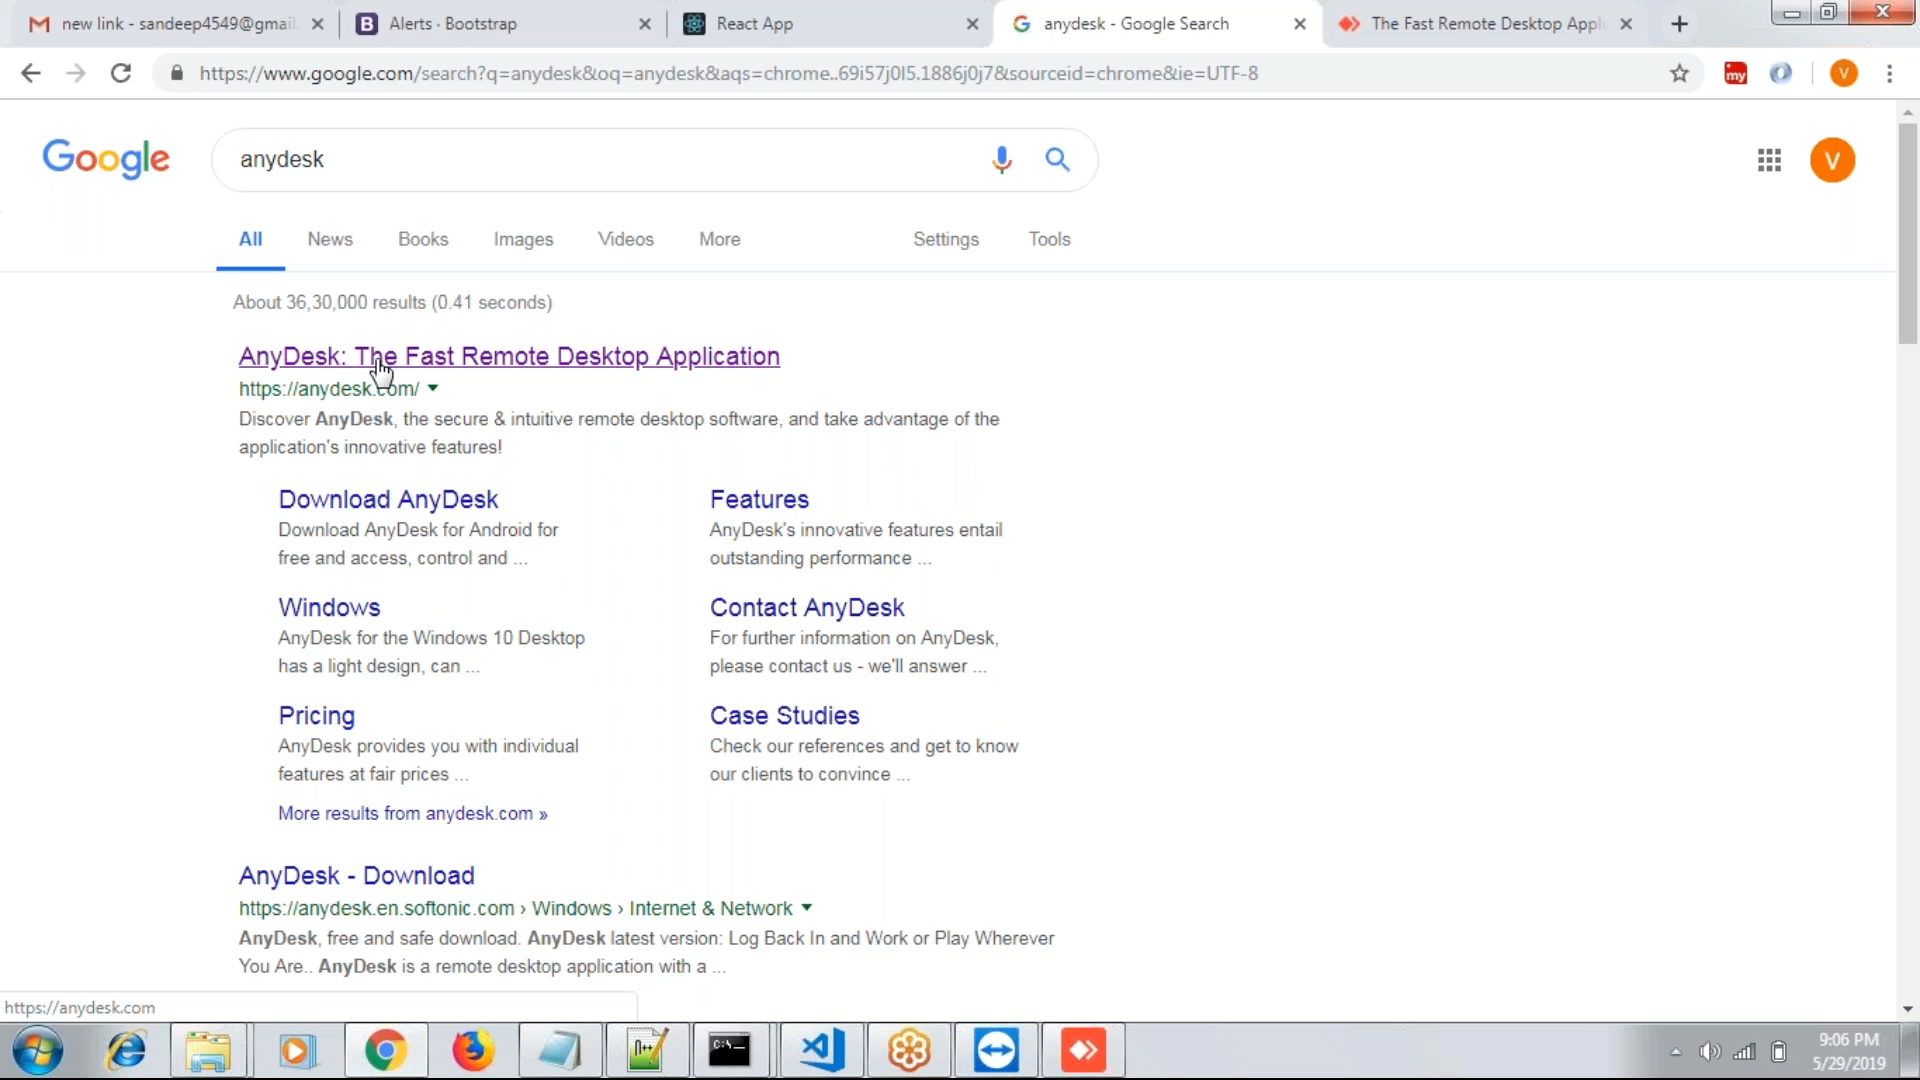 new link - sandeep4549@gmail.
Alerts · Bootstrap
React App
anydesk - Google Search
The Fast Remote Desktop Appli
https://www.google.com/search?q=anydesk&oq=anydesk&aqs=chrome..69i57j0l5.1886j0j7&sourceid=chrome&ie=UTF-8
my
V
Google
anydesk
V
All
News
Books
Images
Videos
More
Settings
Tools
About 36,30,000 results (0.41 seconds)
AnyDesk: The Fast Remote Desktop Application
https://anydesk.com/
Discover AnyDesk, the secure & intuitive remote desktop software, and take advantage of the
application's innovative features!
Download AnyDesk
Download AnyDesk for Android for
free and access, control and ...
Features
AnyDesk's innovative features entail
outstanding performance ...
Windows
AnyDesk for the Windows 10 Desktop
has a light design, can ...
Contact AnyDesk
For further information on AnyDesk,
please contact us - we'll answer ...
Pricing
AnyDesk provides you with individual
features at fair prices ...
Case Studies
Check our references and get to know
our clients to convince ...
More results from anydesk.com »
AnyDesk - Download
https://anydesk.en.softonic.com › Windows › Internet & Network
AnyDesk, free and safe download. AnyDesk latest version: Log Back In and Work or Play Wherever
You Are.. AnyDesk is a remote desktop application with a ...
https://anydesk.com
9:06 PM
5/29/2019